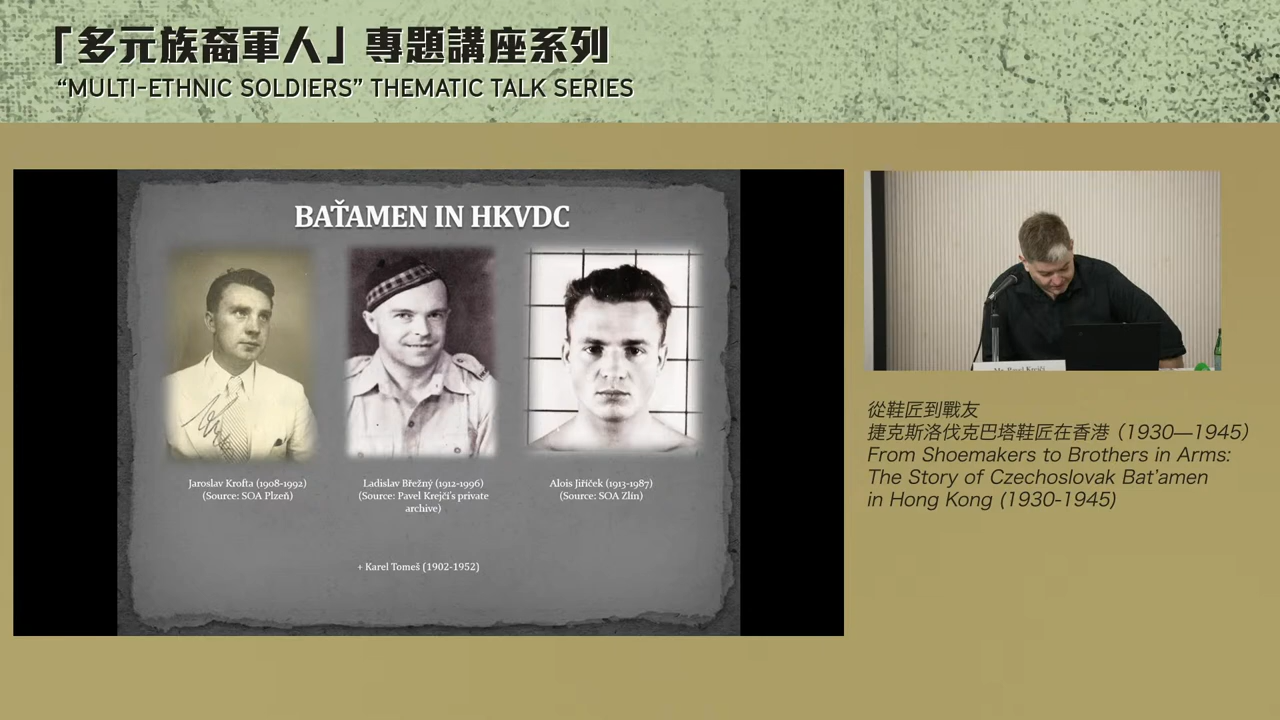 「多元族裔軍人」專題講座系列
“MULTI-ETHNIC SOLDIERS” THEMATIC TALK SERIES
BAŤAMEN IN HKVDC
Jaroslav Krofta (1908-1992)
(Source: SOA Plzeň)
Ladislav Břežný (1912-1996)
(Source: Pavel Krejčí's private
archive)
Alois Jiříček (1913-1987)
(Source: SOA Zlín)
+ Karel Tomeš (1902-1952)
Mr. Pavel Krejčí
從鞋匠到戰友
捷克斯洛伐克巴塔鞋匠在香港（1930—1945）
From Shoemakers to Brothers in Arms:
The Story of Czechoslovak Bat’amen
in Hong Kong (1930-1945)